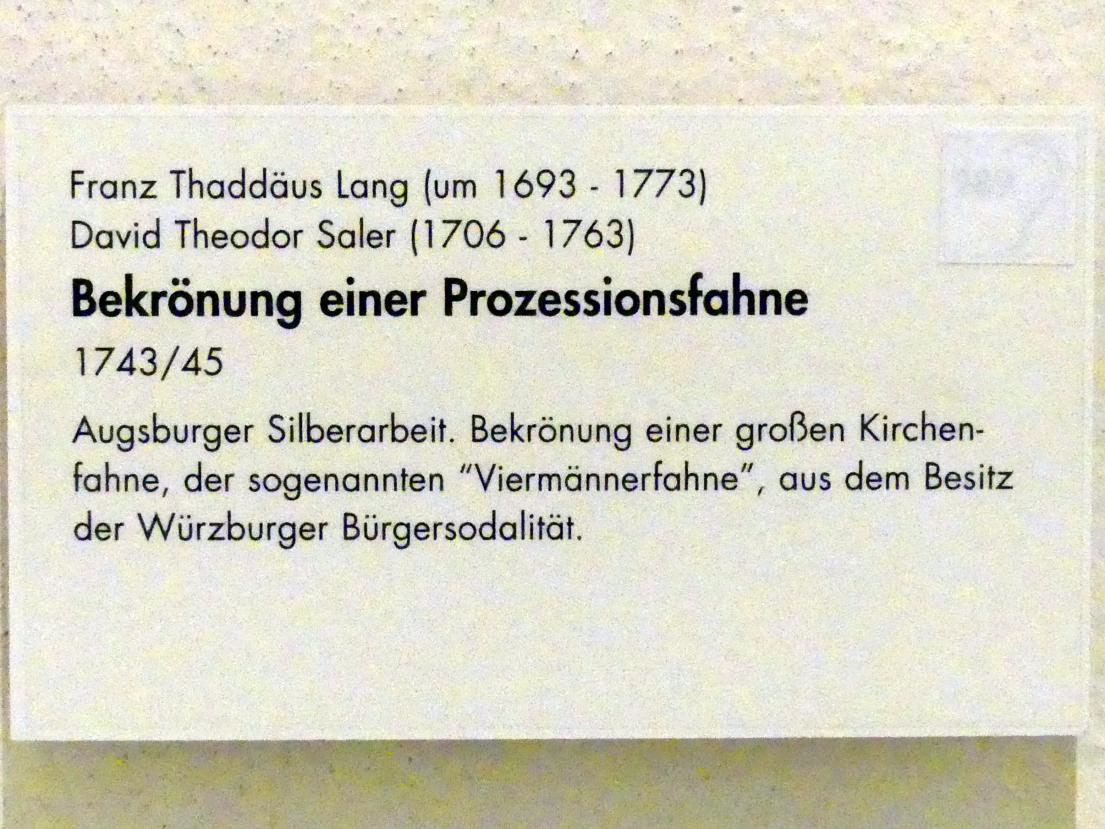 Franz Thaddäus Lang (um 1693 - 1773)
David Theodor Saler (1706 - 1763)
Bekrönung einer Prozessionsfahne
1743/45
Augsburger Silberarbeit. Bekrönung einer großen Kirchen-
fahne, der sogenannten "Viermännerfahne", aus dem Besitz
der Würzburger Bürgersodalität.